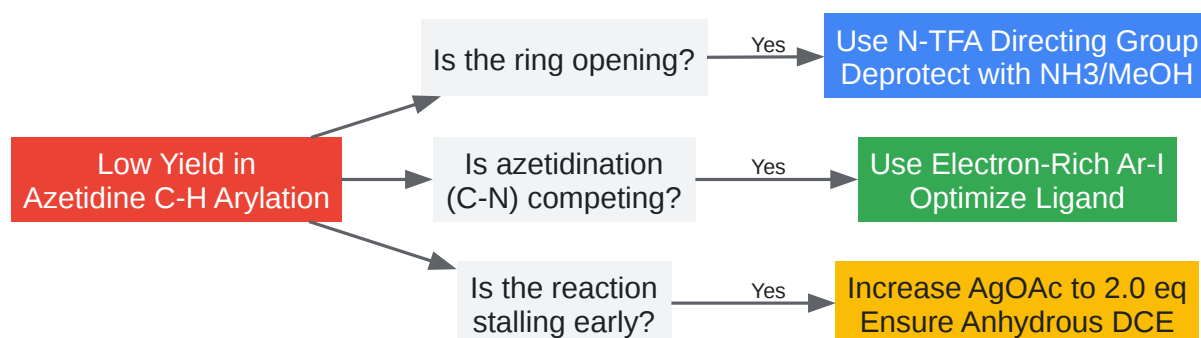 Low Yield in
Azetidine C-H Arylation
Is the ring opening?
Yes
Use N-TFA Directing Group
Deprotect with NH3/MeOH
Is azetidination
(C-N) competing?
Yes
Use Electron-Rich Ar-I
Optimize Ligand
Is the reaction
stalling early?
Yes
Increase AgOAc to 2.0 eq
Ensure Anhydrous DCE